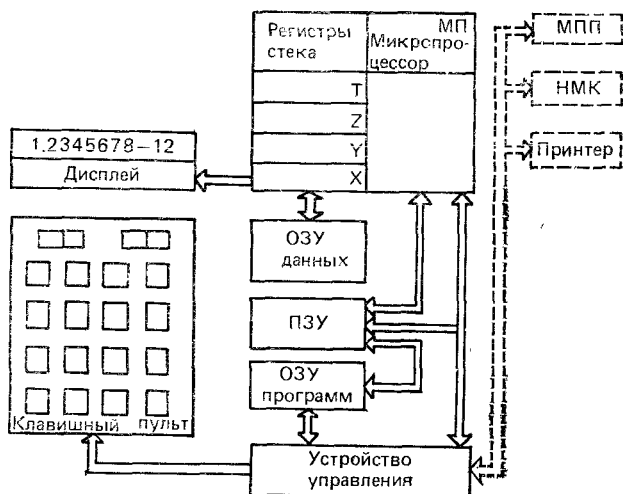 Регистры
стека
МП
Микропро-
цессор
T
Z
Y
X
МПП
НМК
Принтер
1.2345678–12
Дисплей
ОЗУ
данных
ПЗУ
ОЗУ
программ
Клавишный пульт
Устройство
управления